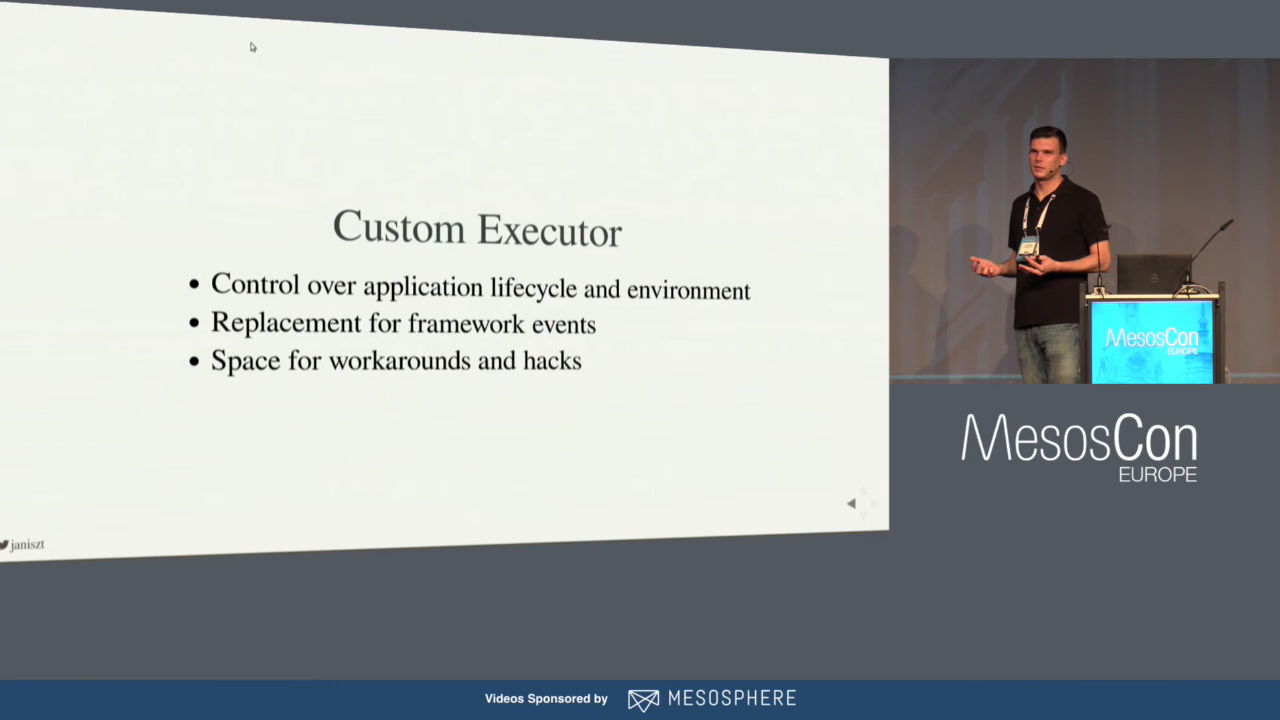 Custom Executor
Control over application lifecycle and environment
Replacement for framework events
Space for workarounds and hacks
janiszt
MesosCon
EUROPE
MesosCon
EUROPE
Videos Sponsored by MESOSPHERE